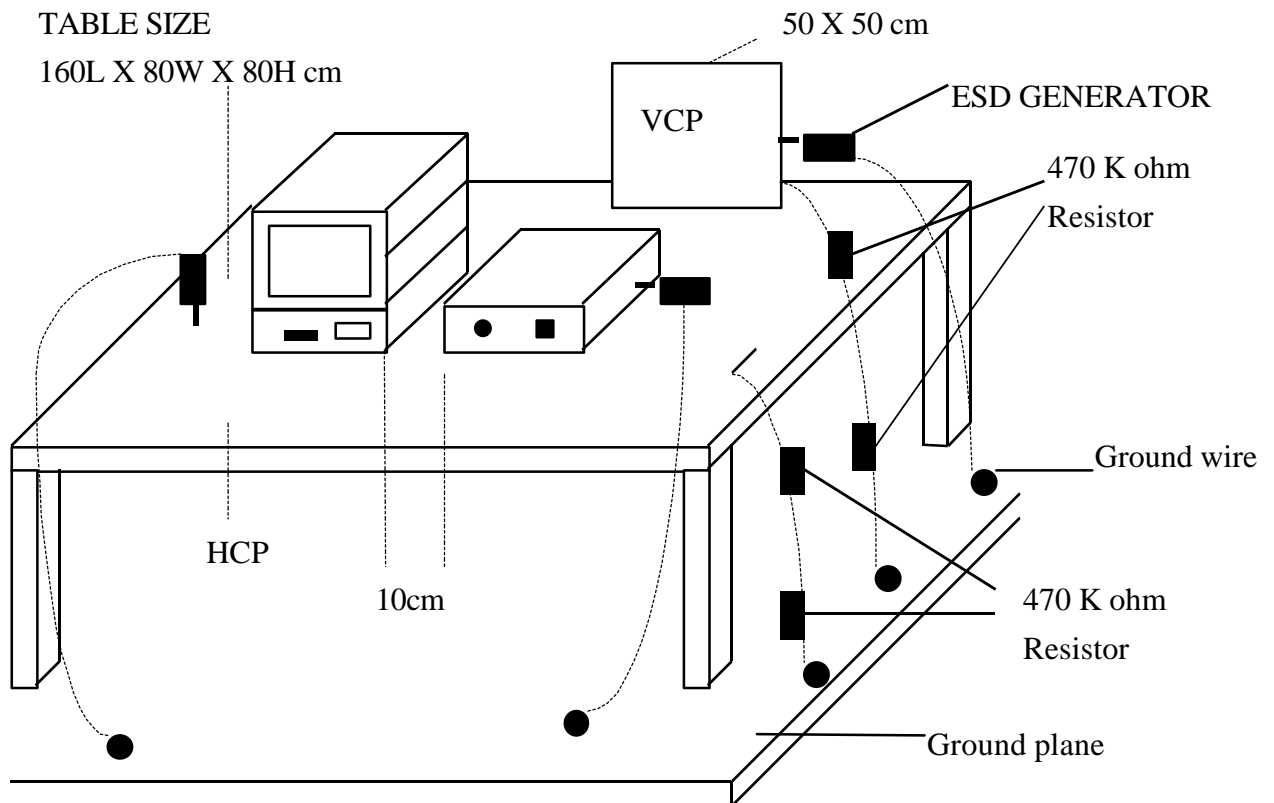 TABLE SIZE
160L X 80W X 80H cm
50 X 50 cm
VCP
ESD GENERATOR
470 K ohm
Resistor
Ground wire
HCP
10cm
470 K ohm
Resistor
Ground plane